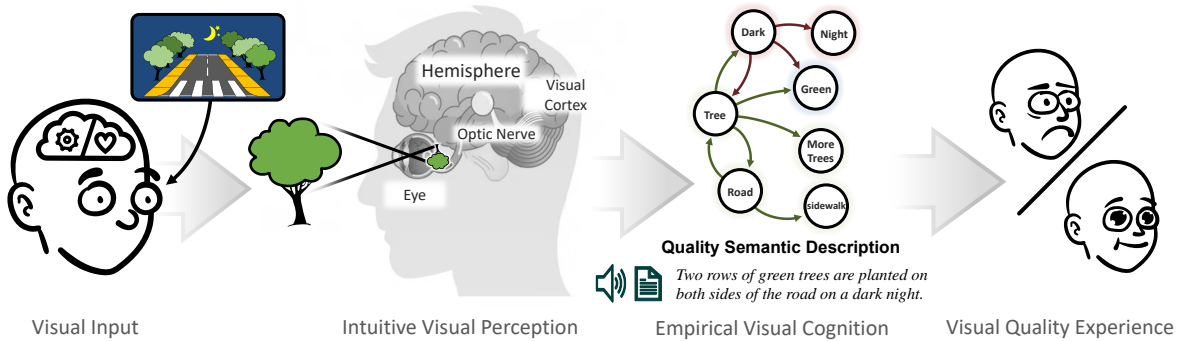 Hemisphere
Visual
Cortex
Optic Nerve
Eye
Dark
Night
Green
Tree
More
Trees
Road
sidewalk
Quality Semantic Description
Two rows of green trees are planted on
both sides of the road on a dark night.
Visual Input
Intuitive Visual Perception
Empirical Visual Cognition
Visual Quality Experience